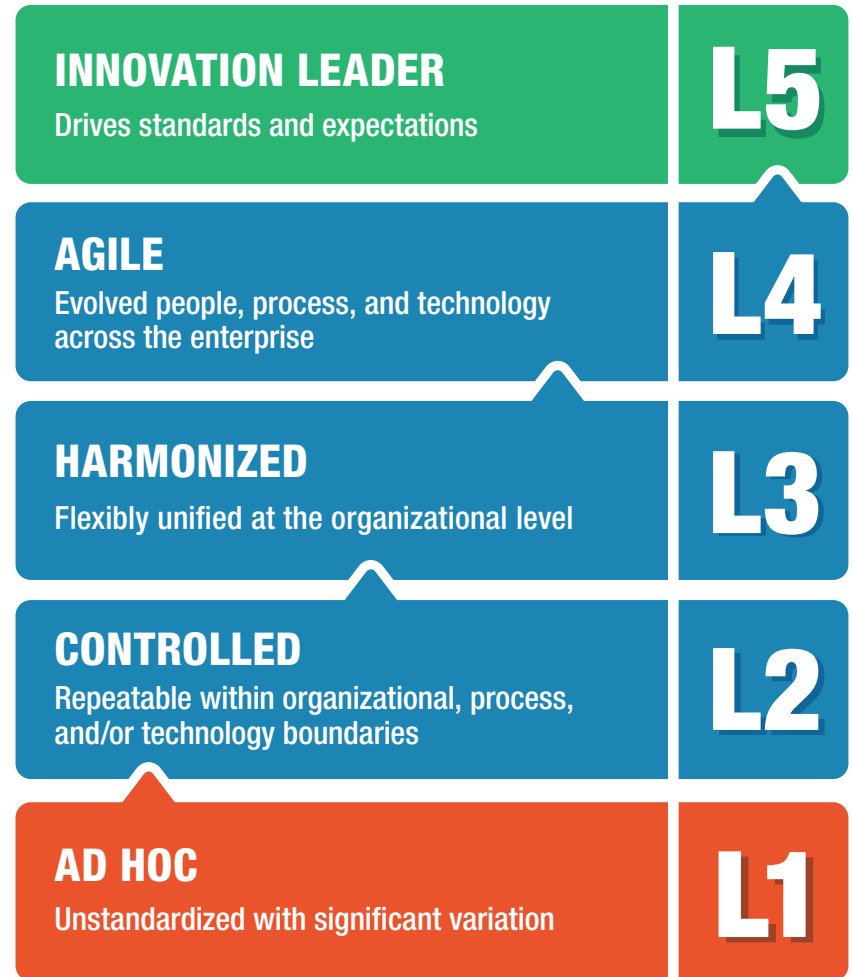 INNOVATION LEADER
Drives standards and expectations
L5
AGILE
Evolved people, process, and technology
across the enterprise
L4
HARMONIZED
Flexibly unified at the organizational level
L3
CONTROLLED
Repeatable within organizational, process,
and/or technology boundaries
L2
AD HOC
Unstandardized with significant variation
L1